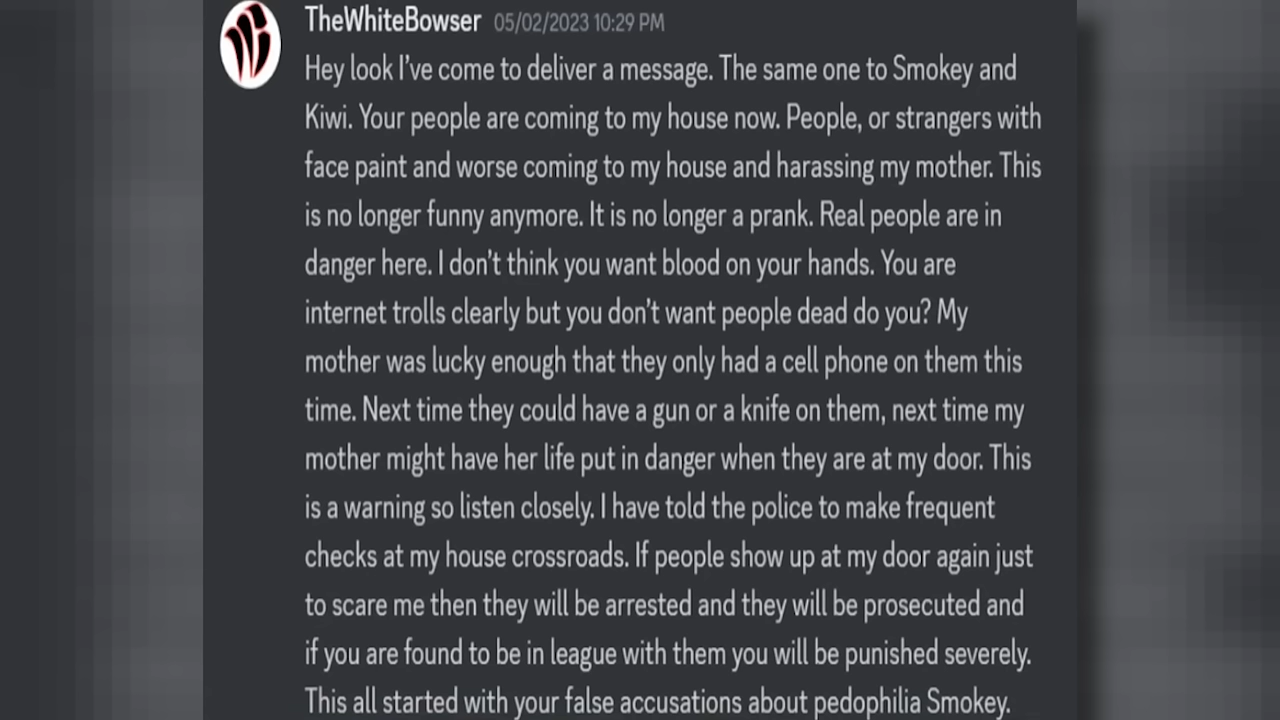 TheWhiteBowser 05/02/2023 10:29 PM
Hey look I’ve come to deliver a message. The same one to Smokey and
Kiwi. Your people are coming to my house now. People, or strangers with
face paint and worse coming to my house and harassing my mother. This
is no longer funny anymore. It is no longer a prank. Real people are in
danger here. I don’t think you want blood on your hands. You are
internet trolls clearly but you don’t want people dead do you? My
mother was lucky enough that they only had a cell phone on them this
time. Next time they could have a gun or a knife on them, next time my
mother might have her life put in danger when they are at my door. This
is a warning so listen closely. I have told the police to make frequent
checks at my house crossroads. If people show up at my door again just
to scare me then they will be arrested and they will be prosecuted and
if you are found to be in league with them you will be punished severely.
This all started with your false accusations about pedophilia Smokey.